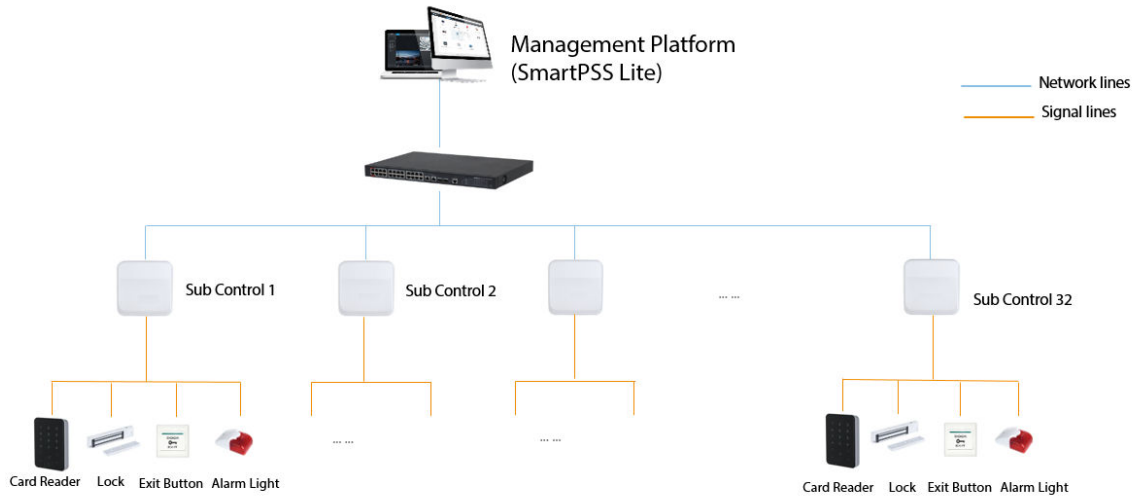 Management Platform
(SmartPSS Lite)
Network lines
Signal lines
Sub Control 1
Sub Control 2
... ...
Sub Control 32
... ...
... ...
Card Reader
Lock
Exit Button
Alarm Light
Card Reader
Lock
Exit Button
Alarm Light